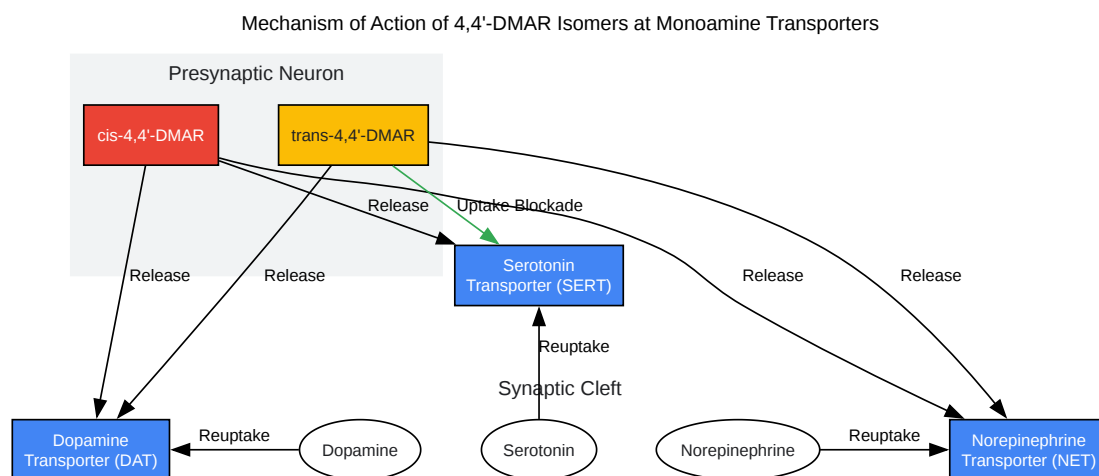 Mechanism of Action of 4,4'-DMAR Isomers at Monoamine Transporters
Presynaptic Neuron
cis-4,4'-DMAR
trans-4,4'-DMAR
Release
Uptake Blockade
Release
Release
Release
Release
Serotonin
Transporter (SERT)
Reuptake
Synaptic Cleft
Dopamine
Transporter (DAT)
Reuptake
Dopamine
Serotonin
Norepinephrine
Reuptake
Norepinephrine
Transporter (NET)